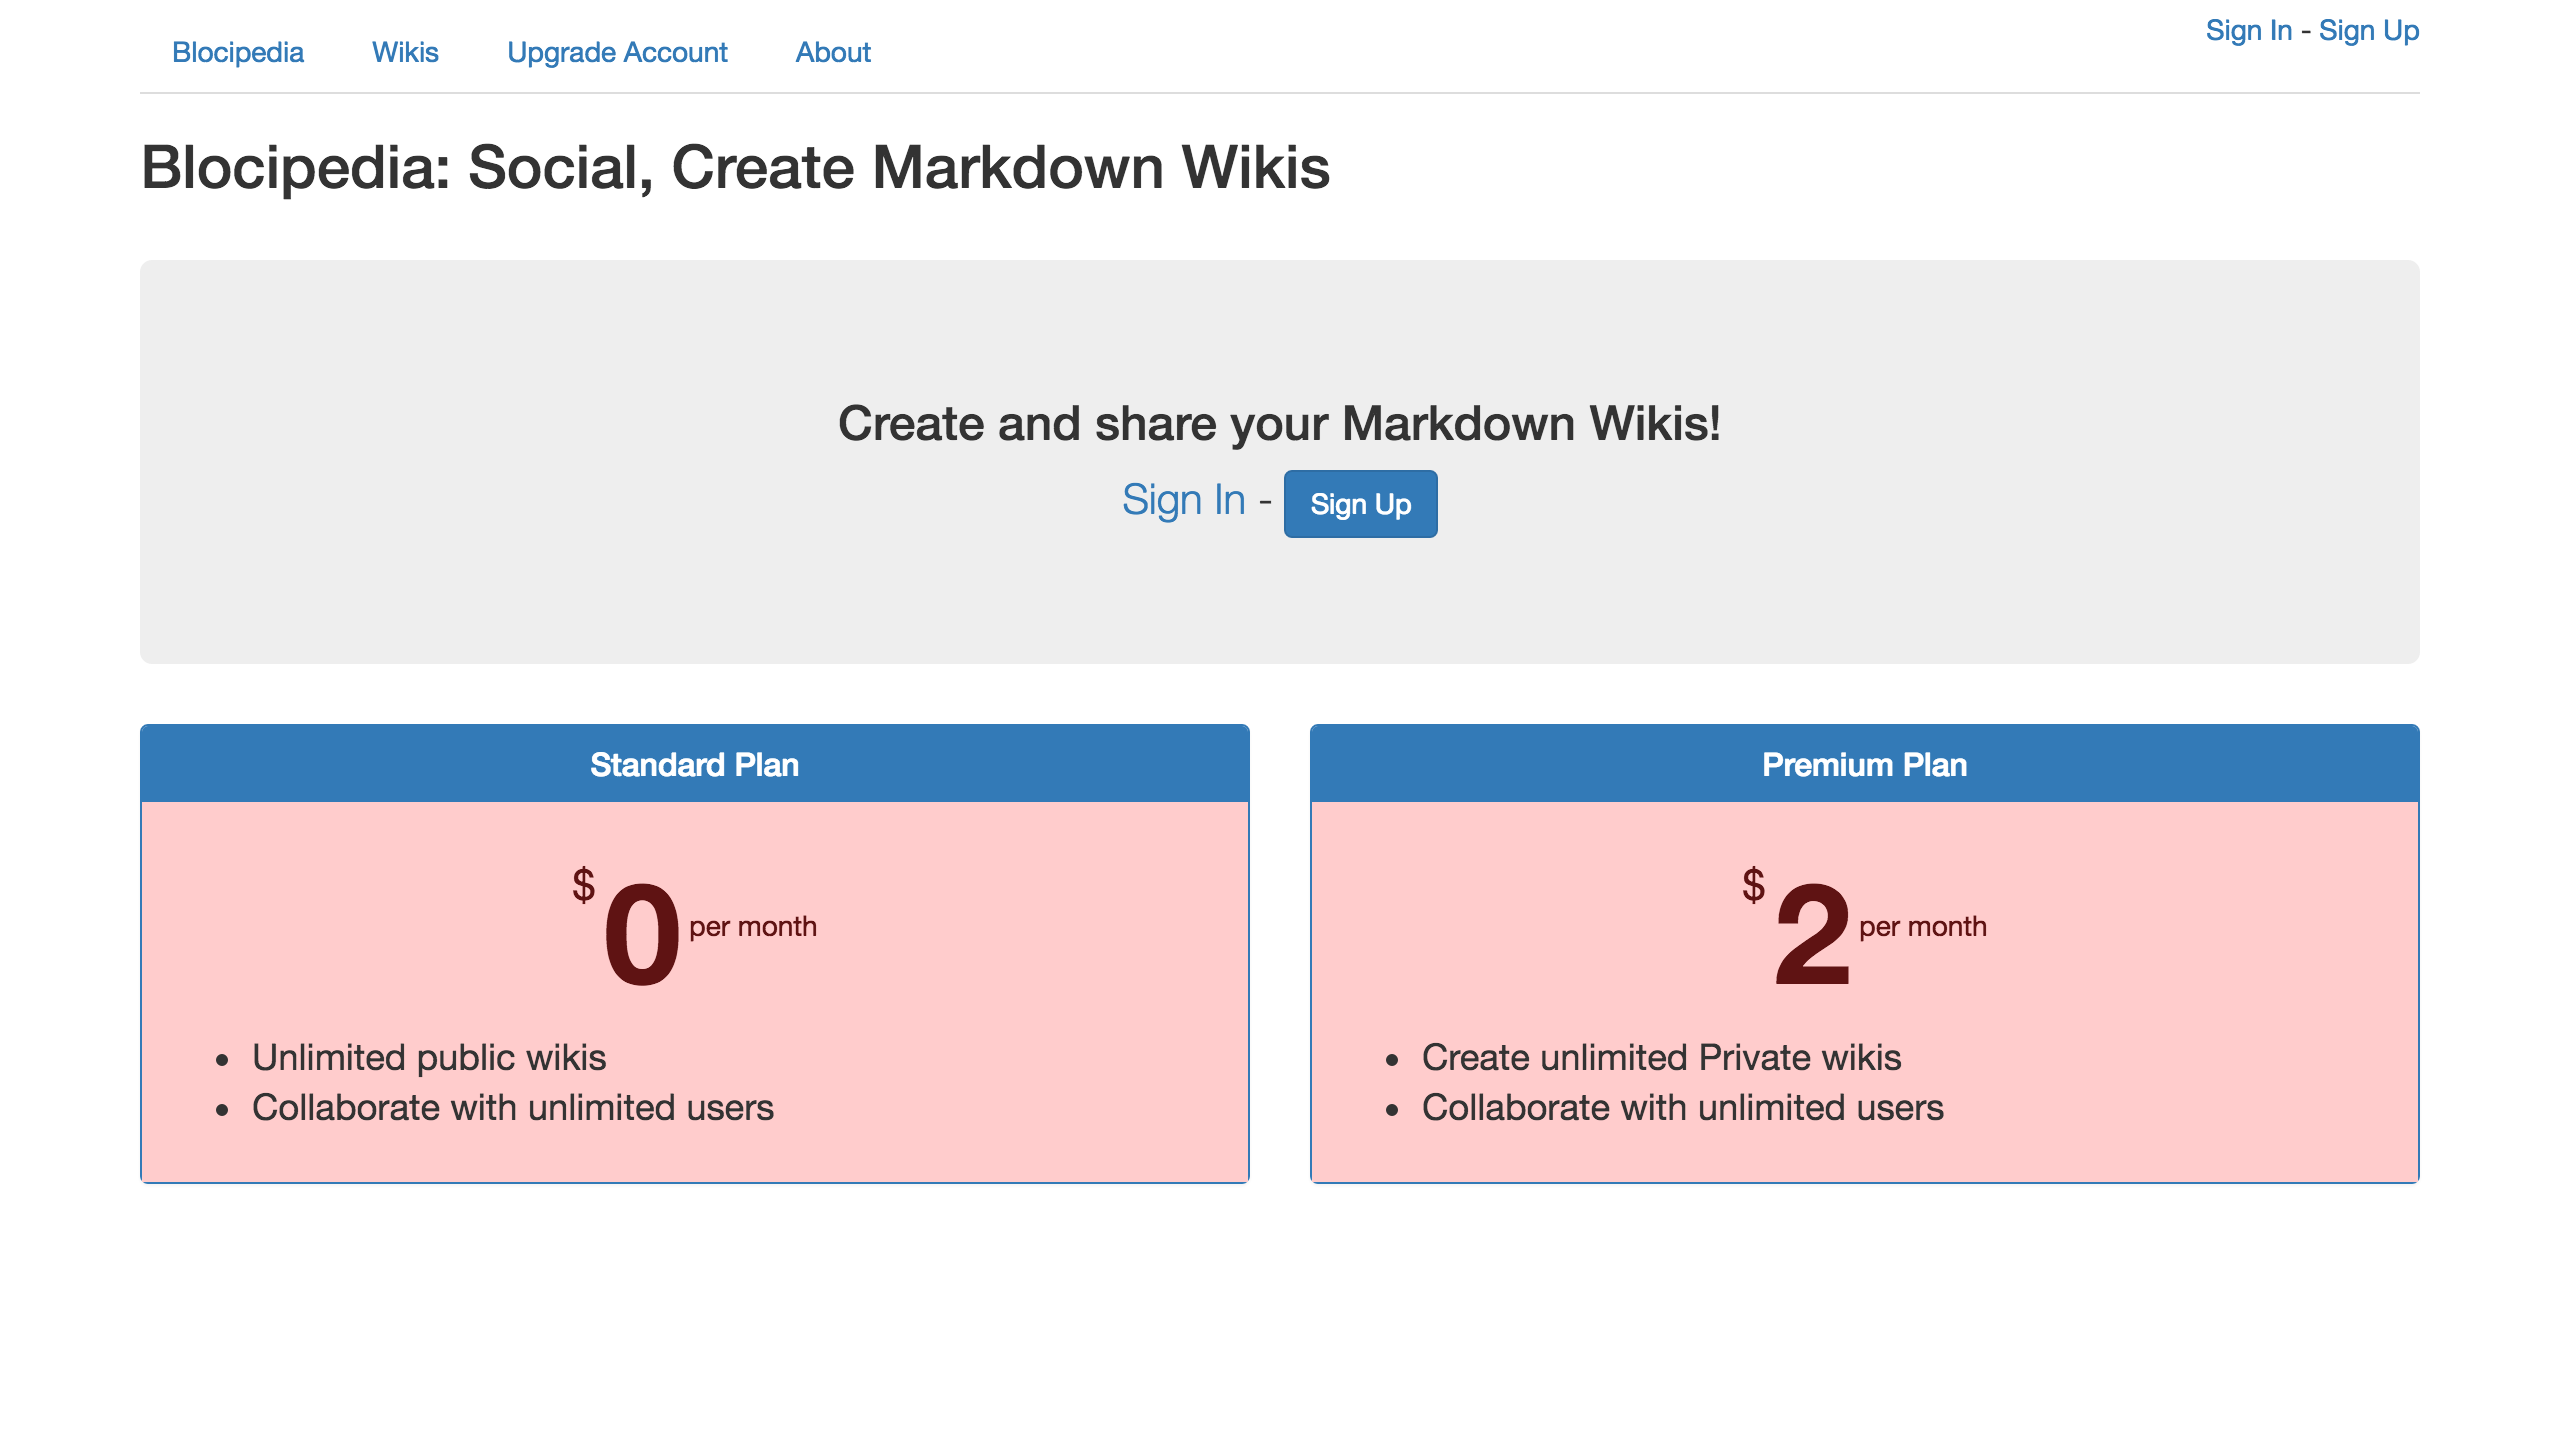 Blocipedia Wikis Upgrade Account About
Sign In - Sign Up
Blocipedia: Social, Create Markdown Wikis
Create and share your Markdown Wikis!
Sign In - Sign Up
Standard Plan
$0 per month
Unlimited public wikis
Collaborate with unlimited users
Premium Plan
$2 per month
Create unlimited Private wikis
Collaborate with unlimited users